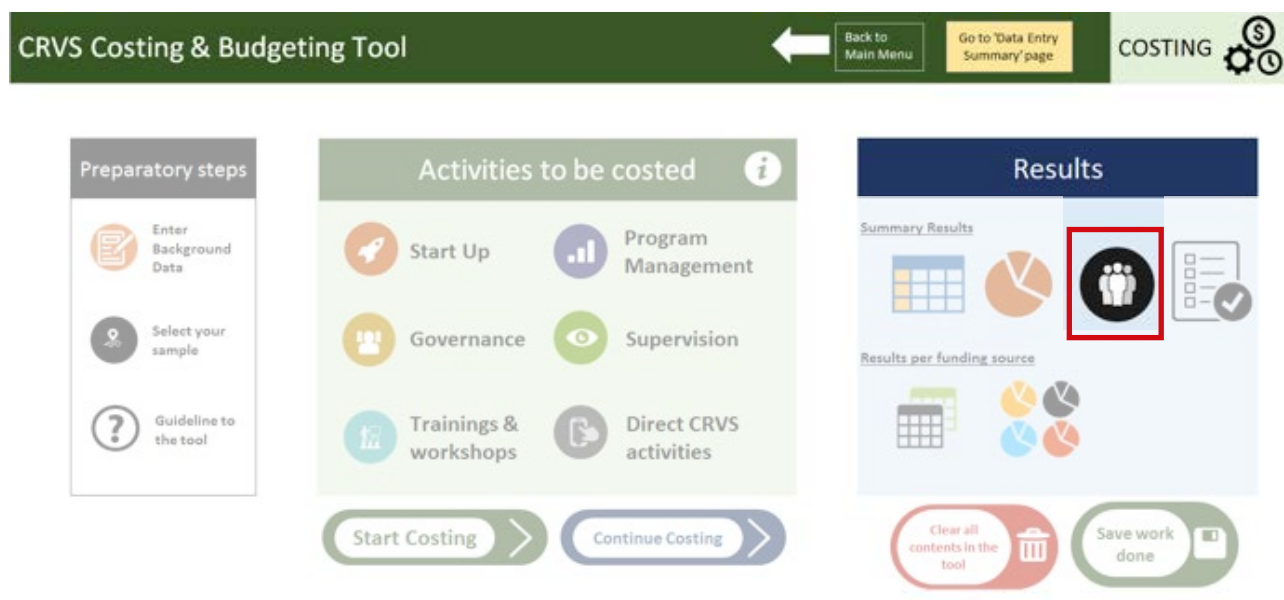 CRVS Costing & Budgeting Tool
Back to
Main Menu
Go to 'Data Entry
Summary' page
COSTING
Preparatory steps
Enter
Background
Data
Select your
sample
Guideline to
the tool
Activities to be costed
i
Start Up
Program
Management
Governance
Supervision
Trainings &
workshops
Direct CRVS
activities
Start Costing
Continue Costing
Results
Summary Results
Results per funding source
Clear all
contents in the
tool
Save work
done